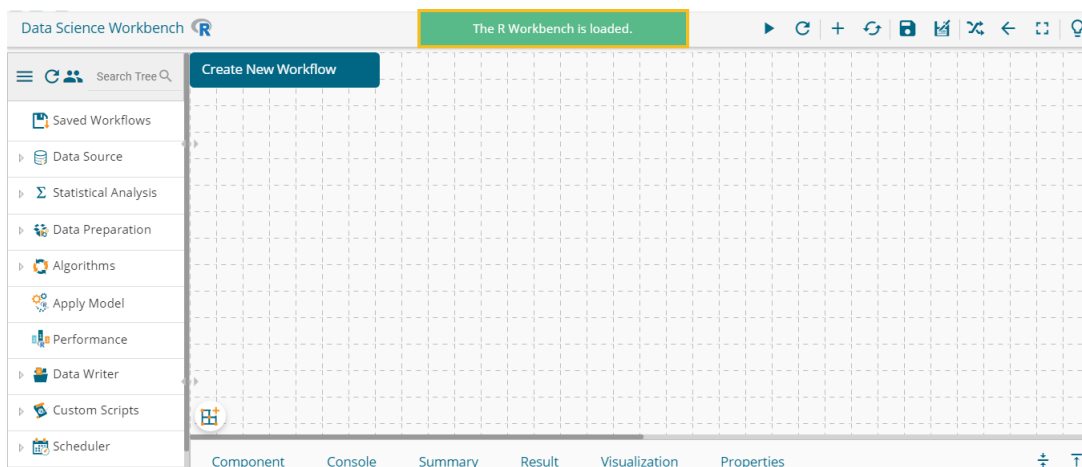 Data Science Workbench R
The R Workbench is loaded.
Search Tree
Create New Workflow
Saved Workflows
Data Source
Statistical Analysis
Data Preparation
Algorithms
Apply Model
Performance
Data Writer
Custom Scripts
Scheduler
Component Console Summary Result Visualization Properties